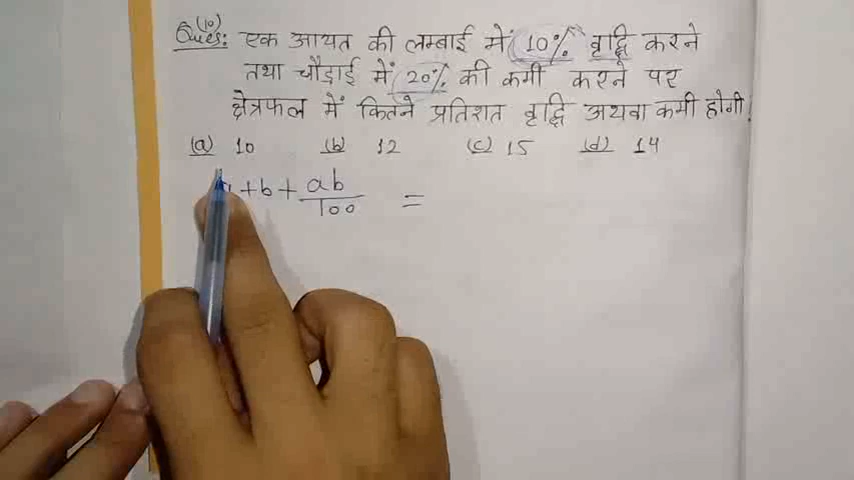 Ques:(10) एक आयत की लम्बाई में 10% वृद्धि करने
तथा चौड़ाई में 20% की कमी करने पर
क्षेत्रफल में कितने प्रतिशत वृद्धि अथवा कमी होगी।
(a) 10 (b) 12 (c) 15 (d) 14
+b + ab/100 =